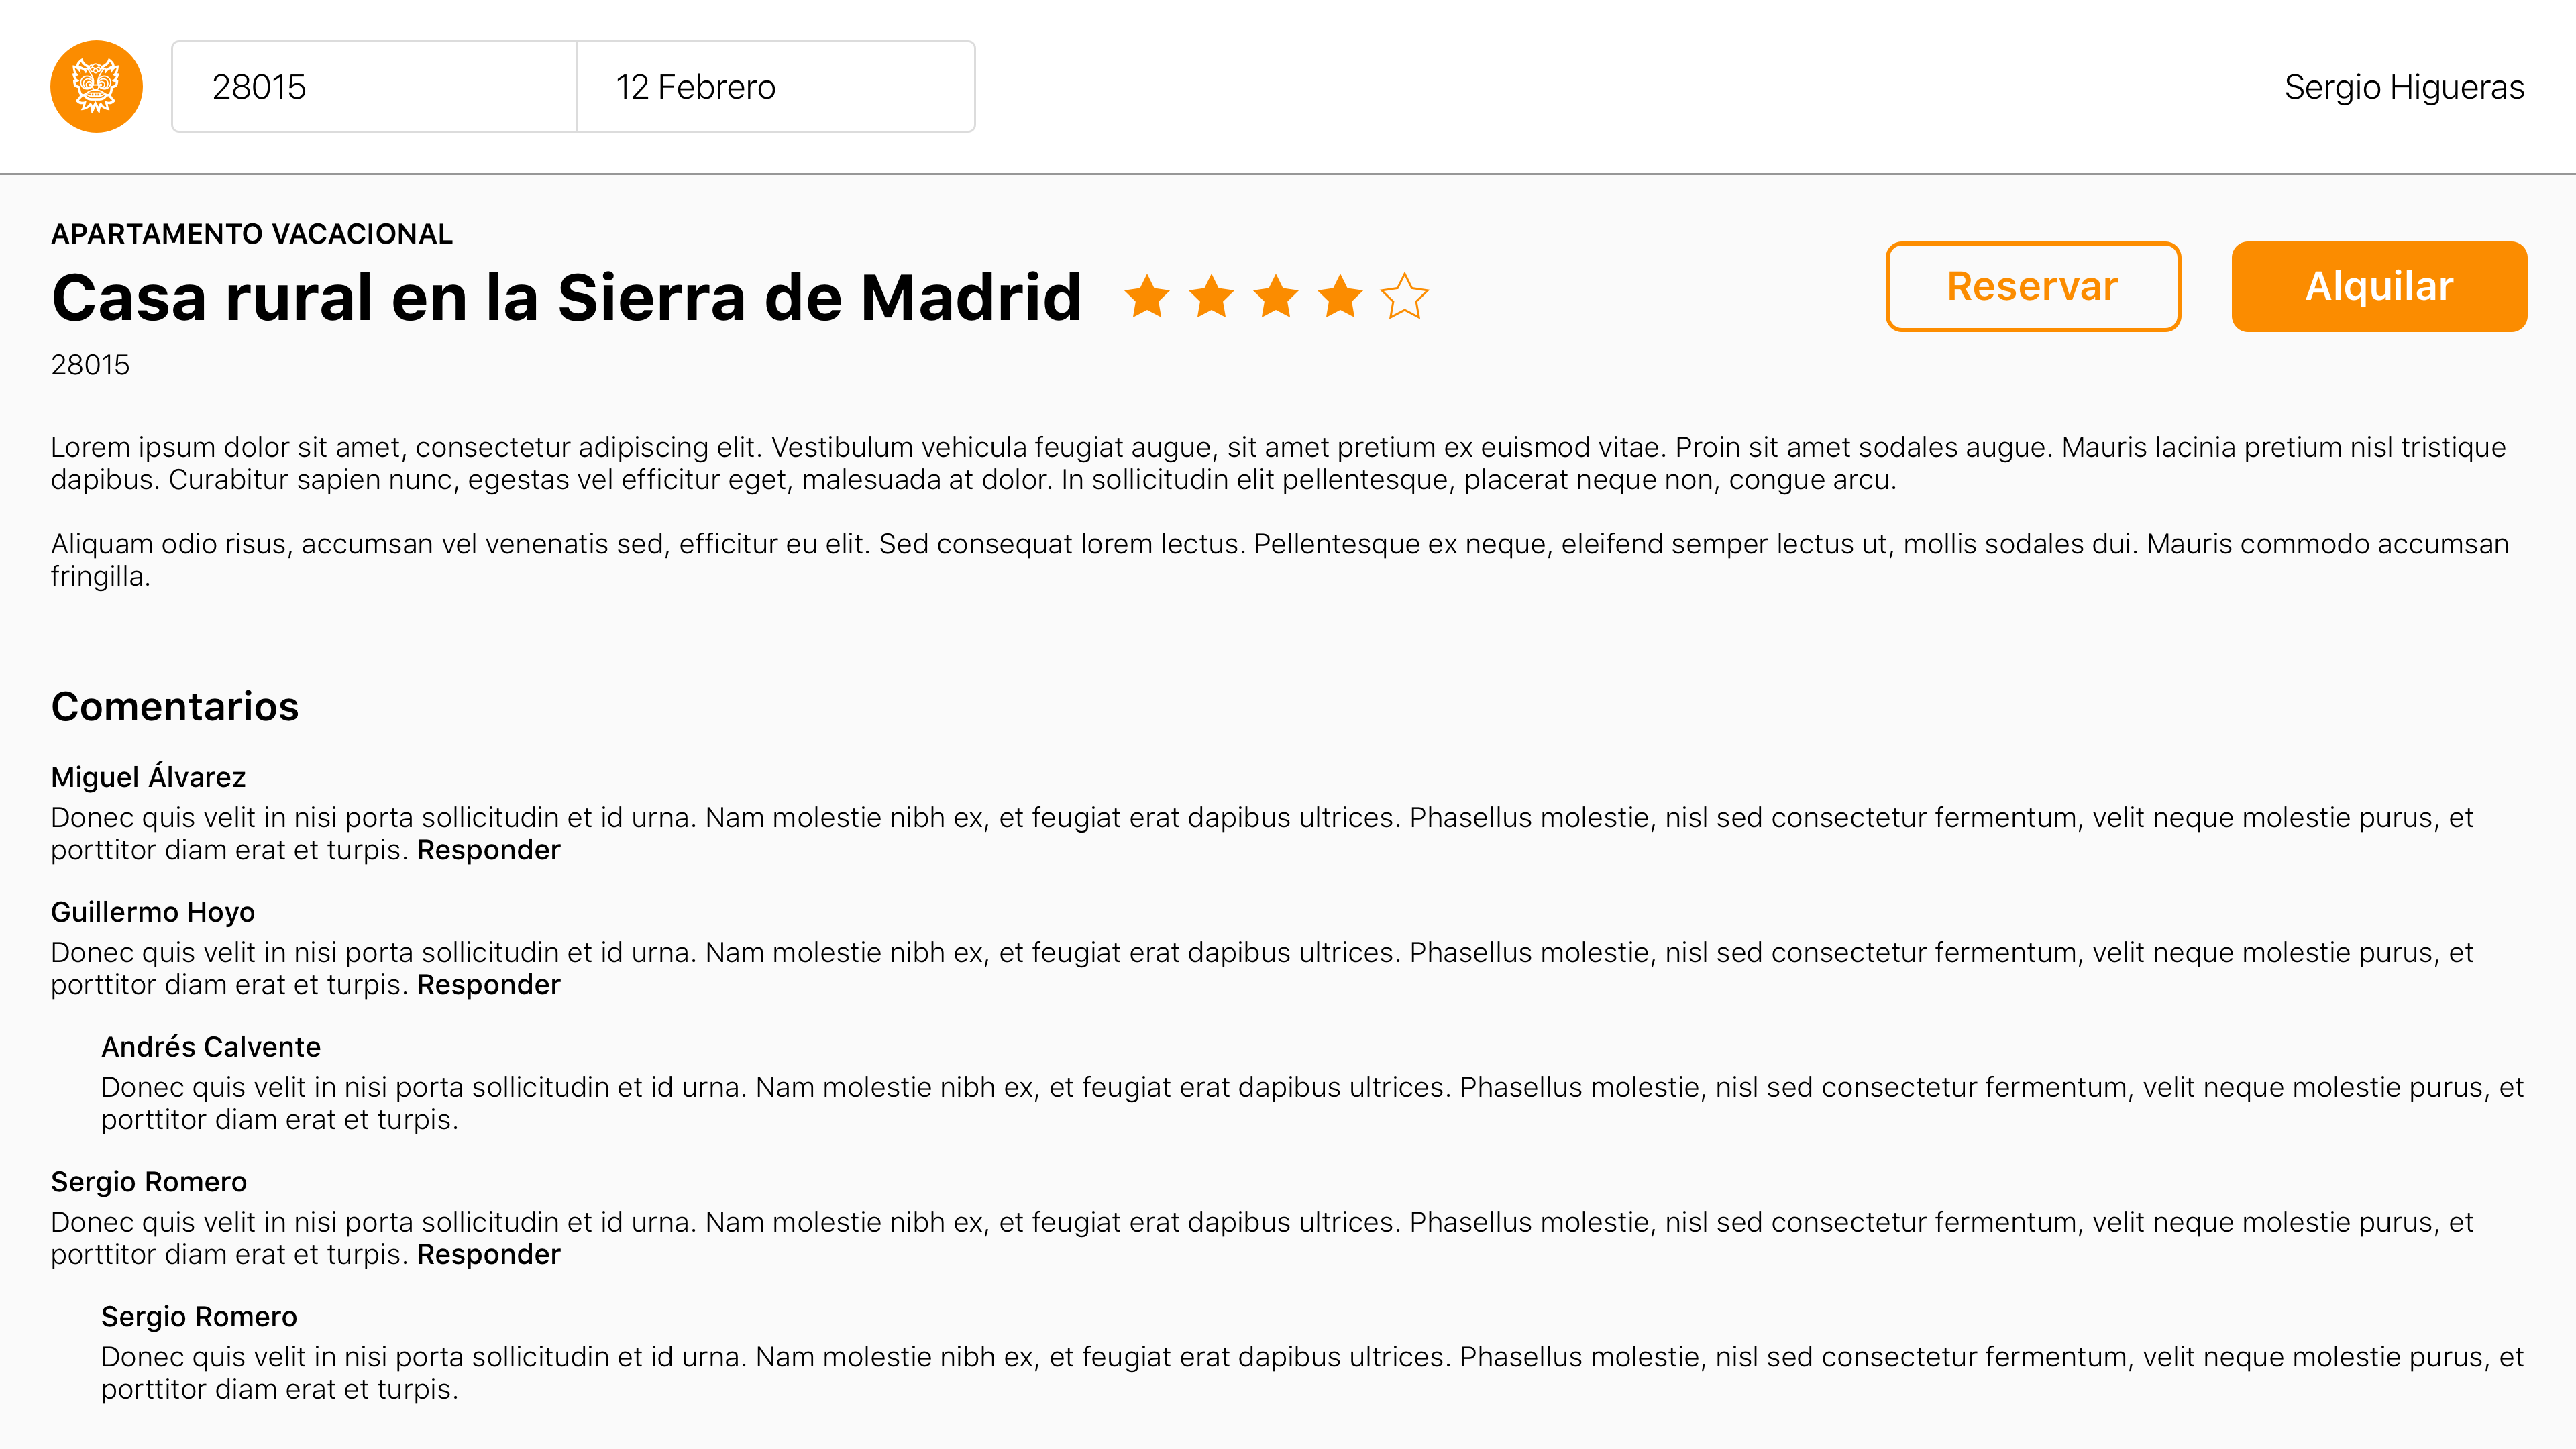 28015
12 Febrero
Sergio Higueras
APARTAMENTO VACACIONAL
Casa rural en la Sierra de Madrid
Reservar
Alquilar
28015
Lorem ipsum dolor sit amet, consectetur adipiscing elit. Vestibulum vehicula feugiat augue, sit amet pretium ex euismod vitae. Proin sit amet sodales augue. Mauris lacinia pretium nisl tristique
dapibus. Curabitur sapien nunc, egestas vel efficitur eget, malesuada at dolor. In sollicitudin elit pellentesque, placerat neque non, congue arcu.
Aliquam odio risus, accumsan vel venenatis sed, efficitur eu elit. Sed consequat lorem lectus. Pellentesque ex neque, eleifend semper lectus ut, mollis sodales dui. Mauris commodo accumsan
fringilla.
Comentarios
Miguel Álvarez
Donec quis velit in nisi porta sollicitudin et id urna. Nam molestie nibh ex, et feugiat erat dapibus ultrices. Phasellus molestie, nisl sed consectetur fermentum, velit neque molestie purus, et
porttitor diam erat et turpis. Responder
Guillermo Hoyo
Donec quis velit in nisi porta sollicitudin et id urna. Nam molestie nibh ex, et feugiat erat dapibus ultrices. Phasellus molestie, nisl sed consectetur fermentum, velit neque molestie purus, et
porttitor diam erat et turpis. Responder
Andrés Calvente
Donec quis velit in nisi porta sollicitudin et id urna. Nam molestie nibh ex, et feugiat erat dapibus ultrices. Phasellus molestie, nisl sed consectetur fermentum, velit neque molestie purus, et
porttitor diam erat et turpis.
Sergio Romero
Donec quis velit in nisi porta sollicitudin et id urna. Nam molestie nibh ex, et feugiat erat dapibus ultrices. Phasellus molestie, nisl sed consectetur fermentum, velit neque molestie purus, et
porttitor diam erat et turpis. Responder
Sergio Romero
Donec quis velit in nisi porta sollicitudin et id urna. Nam molestie nibh ex, et feugiat erat dapibus ultrices. Phasellus molestie, nisl sed consectetur fermentum, velit neque molestie purus, et
porttitor diam erat et turpis.